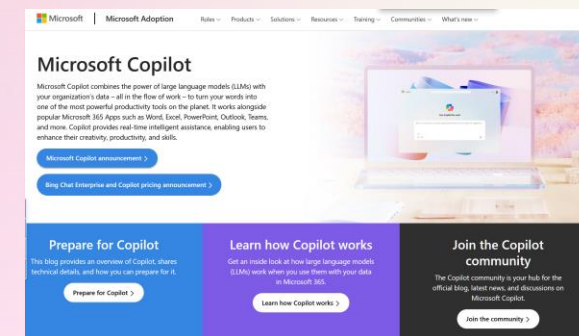 Microsoft | Microsoft Adoption Roles Products Solutions Resources Training Communities What's new
Microsoft Copilot
Microsoft Copilot combines the power of large language models (LLMs) with
your organization's data – all in the flow of work – to turn your words into
one of the most powerful productivity tools on the planet. It works alongside
popular Microsoft 365 Apps such as Word, Excel, PowerPoint, Outlook, Teams,
and more. Copilot provides real-time intelligent assistance, enabling users to
enhance their creativity, productivity, and skills.
Microsoft Copilot announcement >
Bing Chat Enterprise and Copilot pricing announcement >
Prepare for Copilot
This blog provides an overview of Copilot, shares
technical details, and how you can prepare for it.
Prepare for Copilot >
Learn how Copilot works
Get an inside look at how large language models
(LLMs) work when you use them with your data
in Microsoft 365.
Learn how Copilot works >
Join the Copilot
community
The Copilot community is your hub for the
official blog, latest news, and discussions on
Microsoft Copilot.
Join the community >